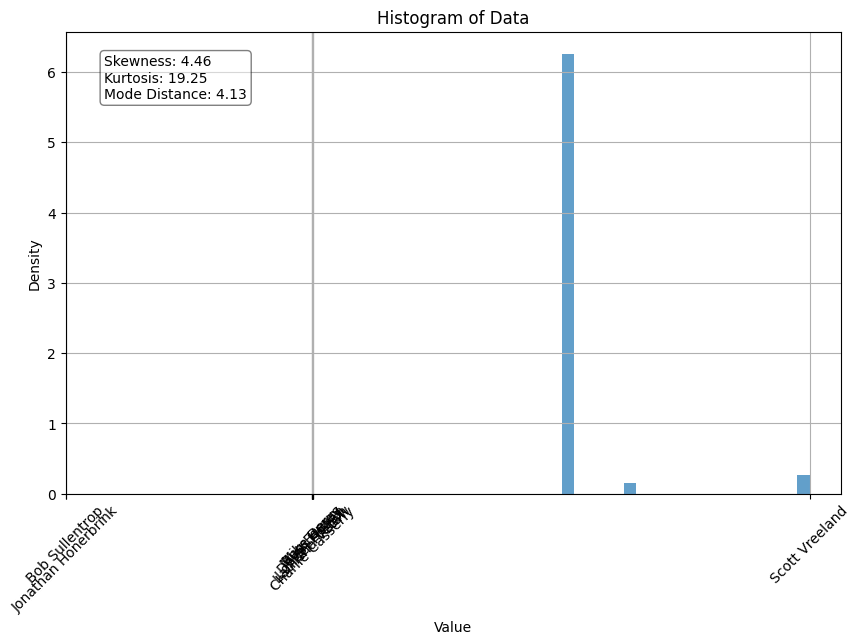 Histogram of Data
Skewness: 4.46
Kurtosis: 19.25
Mode Distance: 4.13
Density
6
5
4
3
2
1
0
Bob Sullentrop
Jonathan Honerbrink
Charlie Casserly
Scott Vreeland
Value